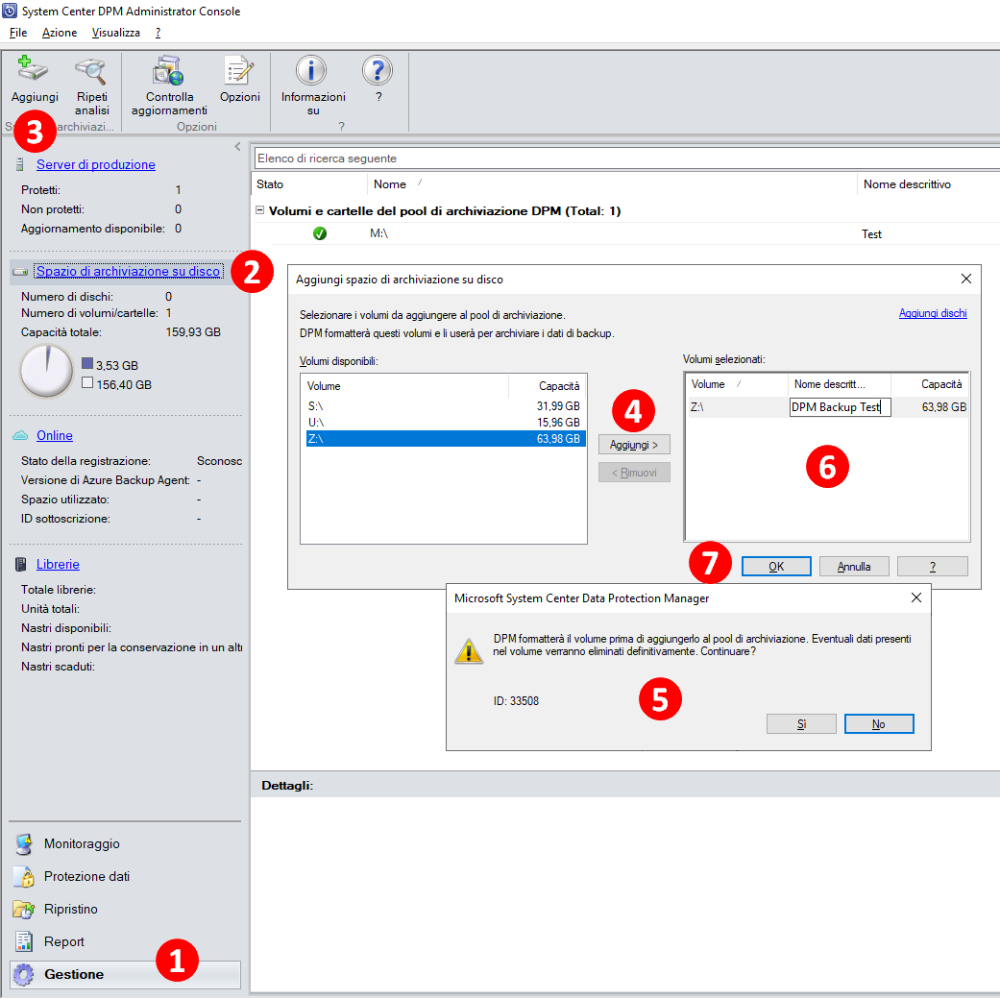 System Center DPM Administrator Console
File Azione Visualizza ?
Aggiungi Ripeti analisi Controlla aggiornamenti Opzioni Informazioni su ?
3 archiviazi... Opzioni ?
Server di produzione
Protetti: 1
Non protetti: 0
Aggiornamento disponibile: 0
Spazio di archiviazione su disco 2
Numero di dischi: 0
Numero di volumi/cartelle: 1
Capacità totale: 159,93 GB
3,53 GB
156,40 GB
Online
Stato della registrazione: Sconosc
Versione di Azure Backup Agent: -
Spazio utilizzato: -
ID sottoscrizione: -
Librerie
Totale librerie:
Unità totali:
Nastri disponibili:
Nastri pronti per la conservazione in un altr
Nastri scaduti:
Monitoraggio
Protezione dati
Ripristino
Report
1
Gestione
Elenco di ricerca seguente
Stato Nome Nome descrittivo
Volumi e cartelle del pool di archiviazione DPM (Total: 1)
M:\ Test
Aggiungi spazio di archiviazione su disco
Selezionare i volumi da aggiungere al pool di archiviazione.
Aggiungi dischi
DPM formatterà questi volumi e li userà per archiviare i dati di backup.
Volumi disponibili:
Volume Capacità
S:\ 31,99 GB
U:\ 15,96 GB
Z:\ 63,98 GB
4
Aggiungi >
< Rimuovi
Volumi selezionati:
Volume Nome descritt... Capacità
Z:\ DPM Backup Test 63,98 GB
6
7 OK Annulla ?
Microsoft System Center Data Protection Manager
DPM formatterà il volume prima di aggiungerlo al pool di archiviazione. Eventuali dati presenti
nel volume verranno eliminati definitivamente. Continuare?
ID: 33508
5
Sì No
Dettagli: